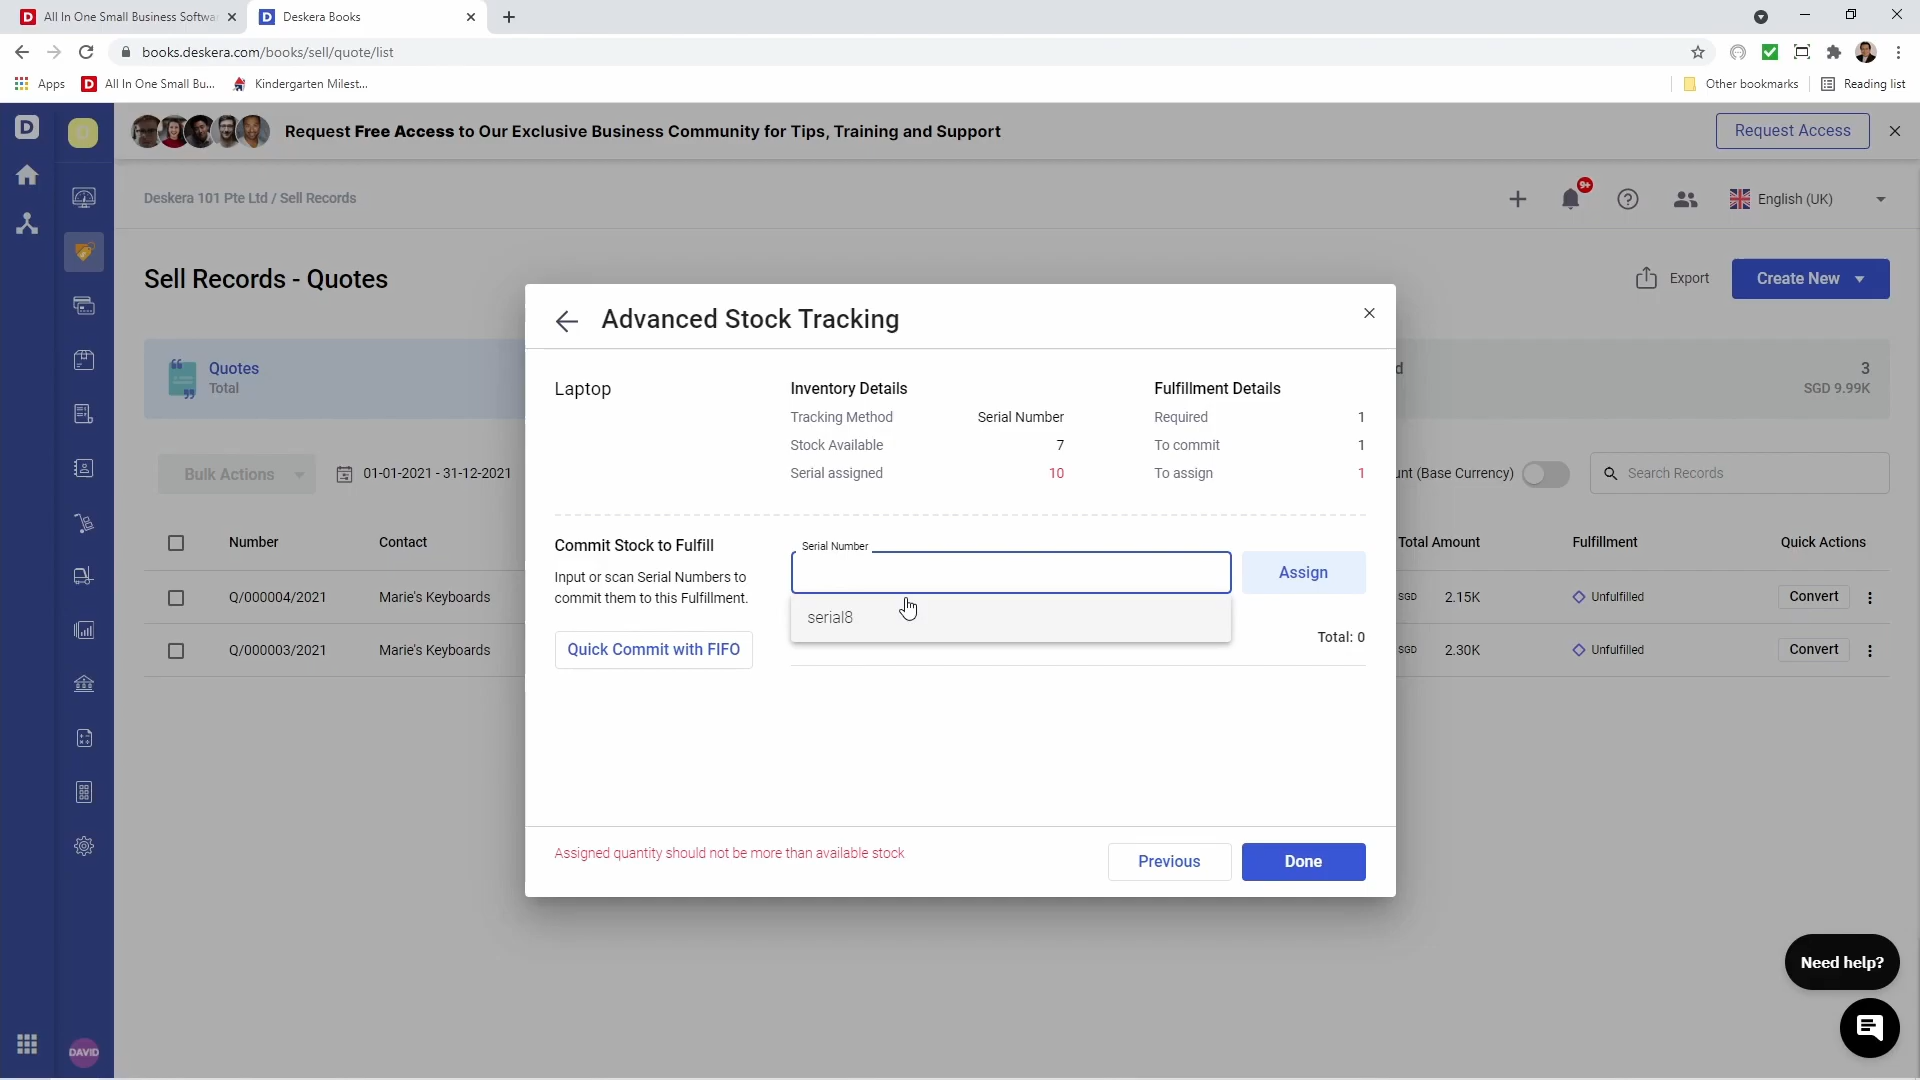 All In One Small Business Softwa
Deskera Books
books.deskera.com/books/sell/quote/list
Apps
All In One Small Bu...
Kindergarten Milest...
Other bookmarks
Reading list
Request Free Access to Our Exclusive Business Community for Tips, Training and Support
Request Access
Deskera 101 Pte Ltd / Sell Records
9+
English (UK)
Sell Records - Quotes
Export
Create New
Quotes
Total
d
3
SGD 9.99K
Bulk Actions
01-01-2021 - 31-12-2021
unt (Base Currency)
Search Records
Number
Contact
Total Amount
Fulfillment
Quick Actions
Q/000004/2021
Marie's Keyboards
SGD 2.15K
Unfulfilled
Convert
Q/000003/2021
Marie's Keyboards
SGD 2.30K
Unfulfilled
Convert
Advanced Stock Tracking
Laptop
Inventory Details
Tracking Method Serial Number
Stock Available 7
Serial assigned 10
Fulfillment Details
Required 1
To commit 1
To assign 1
Commit Stock to Fulfill
Input or scan Serial Numbers to
commit them to this Fulfillment.
Quick Commit with FIFO
Serial Number
Assign
serial8
Total: 0
Assigned quantity should not be more than available stock
Previous
Done
Need help?
DAVID